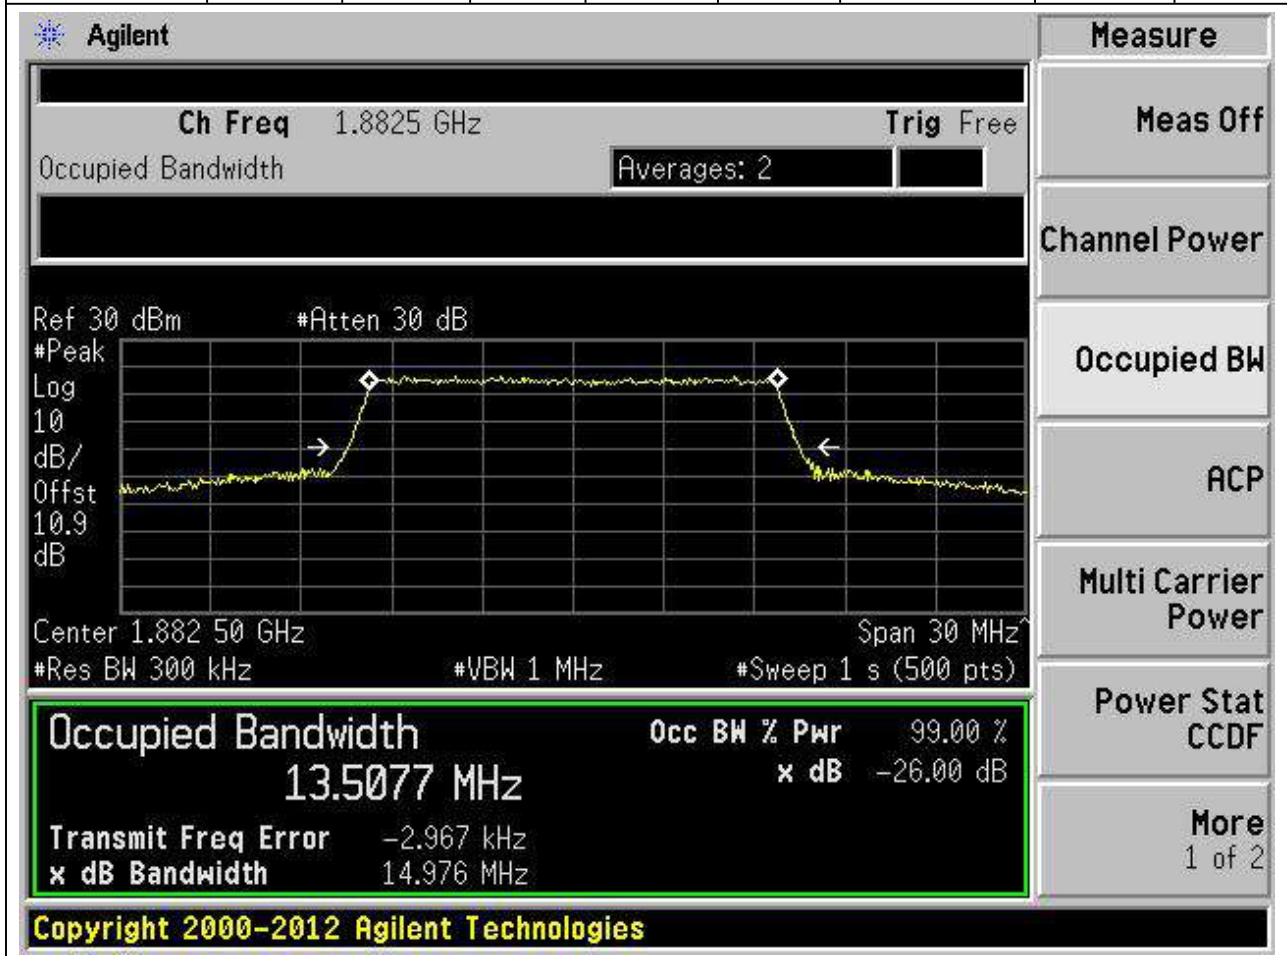 Agilent
Measure
Ch Freq 1.8825 GHz
Trig Free
Meas Off
Occupied Bandwidth
Averages: 2
Channel Power
Ref 30 dBm
#Atten 30 dB
#Peak
Log
10
dB/
Offst
10.9
dB
Occupied BW
ACP
Multi Carrier
Power
Center 1.882 50 GHz
Span 30 MHz^
#Res BW 300 kHz
#VBW 1 MHz
#Sweep 1 s (500 pts)
Occupied Bandwidth
13.5077 MHz
Occ BW % Pwr 99.00 %
x dB -26.00 dB
Transmit Freq Error -2.967 kHz
x dB Bandwidth 14.976 MHz
Power Stat
CCDF
More
1 of 2
Copyright 2000-2012 Agilent Technologies